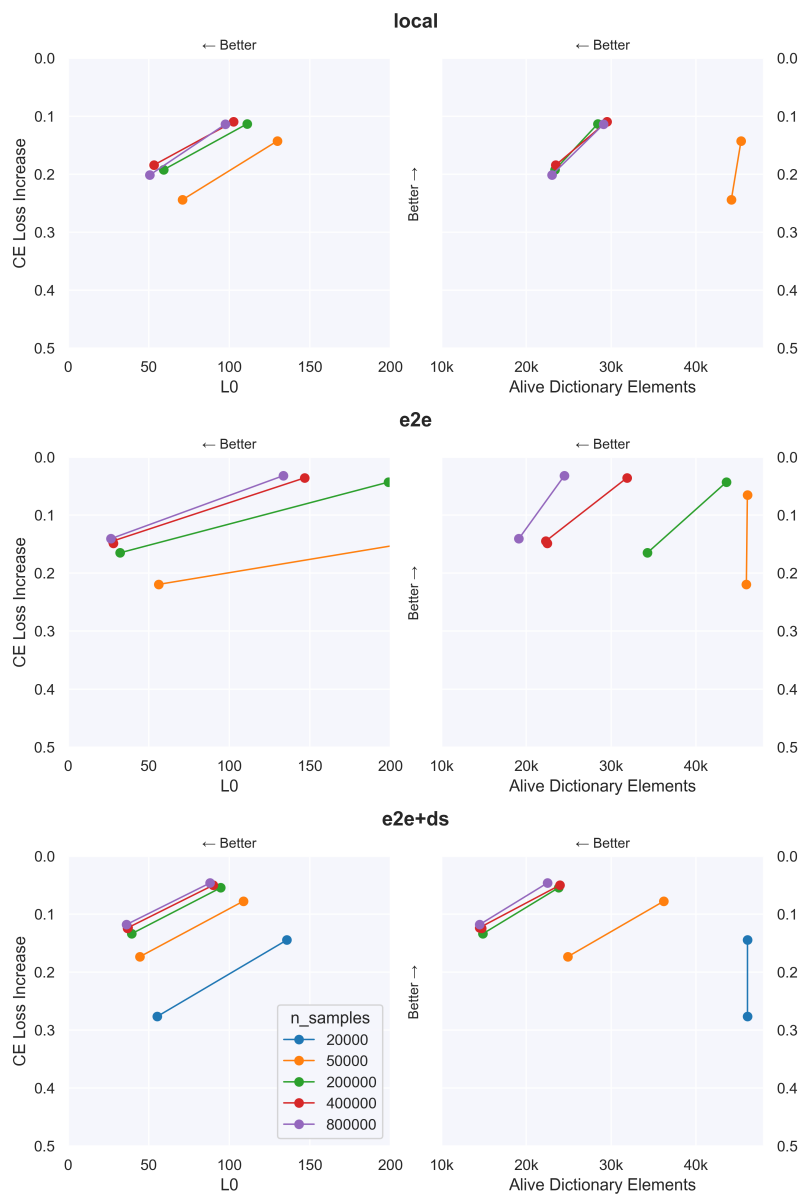 local
← Better ← Better
0.0 0.0
0.1 0.1
0.2 0.2
0.3 0.3
0.4 0.4
0.5 0.5
CE Loss Increase
Better →
0 50 100 150 200 10k 20k 30k 40k
L0 Alive Dictionary Elements
e2e
← Better ← Better
0.0 0.0
0.1 0.1
0.2 0.2
0.3 0.3
0.4 0.4
0.5 0.5
CE Loss Increase
Better →
0 50 100 150 200 10k 20k 30k 40k
L0 Alive Dictionary Elements
e2e+ds
← Better ← Better
0.0 0.0
0.1 0.1
0.2 0.2
0.3 0.3
0.4 0.4
0.5 0.5
CE Loss Increase
Better →
n_samples
20000
50000
200000
400000
800000
0 50 100 150 200 10k 20k 30k 40k
L0 Alive Dictionary Elements